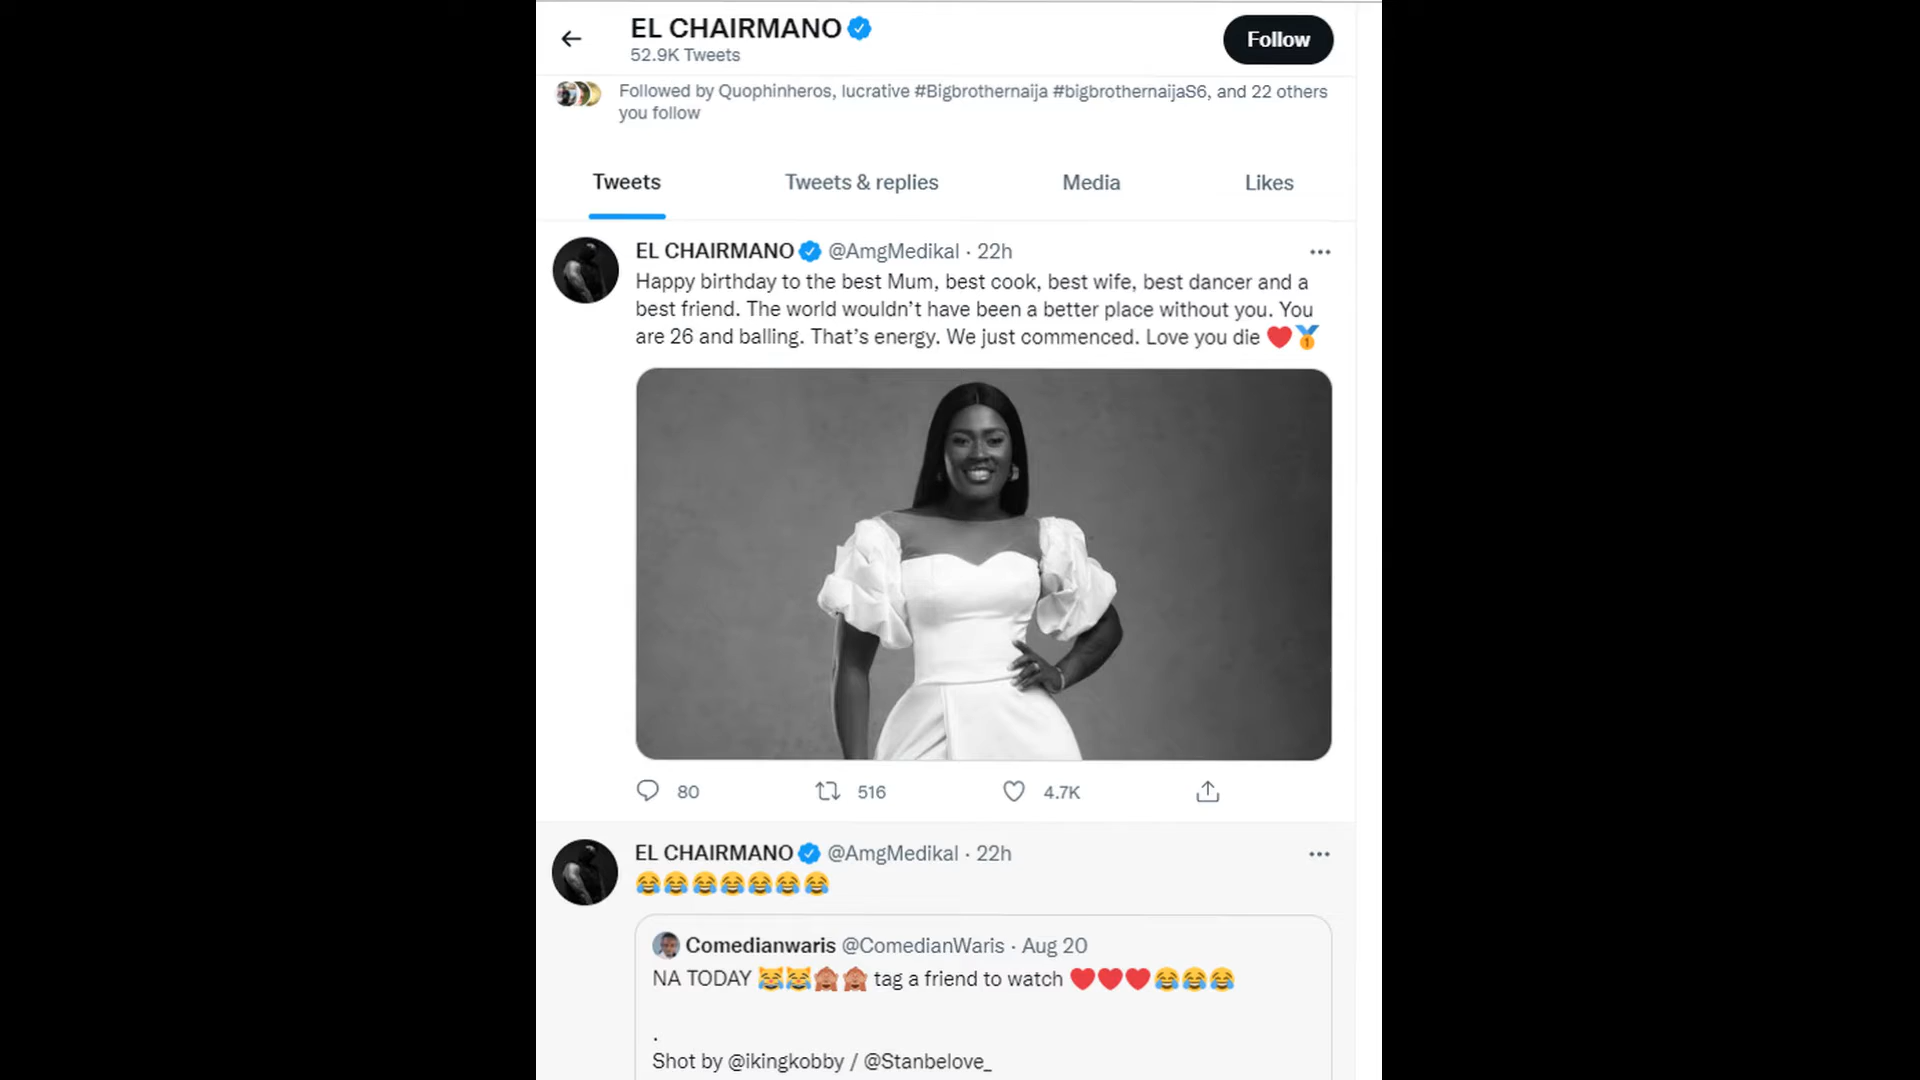 EL CHAIRMANO
52.9K Tweets
Follow
Followed by Quophinheros, lucrative #Bigbrothernaija #bigbrothernaijaS6, and 22 others
you follow
Tweets
Tweets & replies
Media
Likes
EL CHAIRMANO @AmgMedikal · 22h
Happy birthday to the best Mum, best cook, best wife, best dancer and a
best friend. The world wouldn’t have been a better place without you. You
are 26 and balling. That’s energy. We just commenced. Love you die ❤️🥇
80
516
4.7K
EL CHAIRMANO @AmgMedikal · 22h
😂😂😂😂😂😂😂
Comedianwaris @ComedianWaris · Aug 20
NA TODAY 😹😹🙈🙈 tag a friend to watch ❤️❤️❤️😂😂😂
.
Shot by @ikingkobby / @Stanbelove_